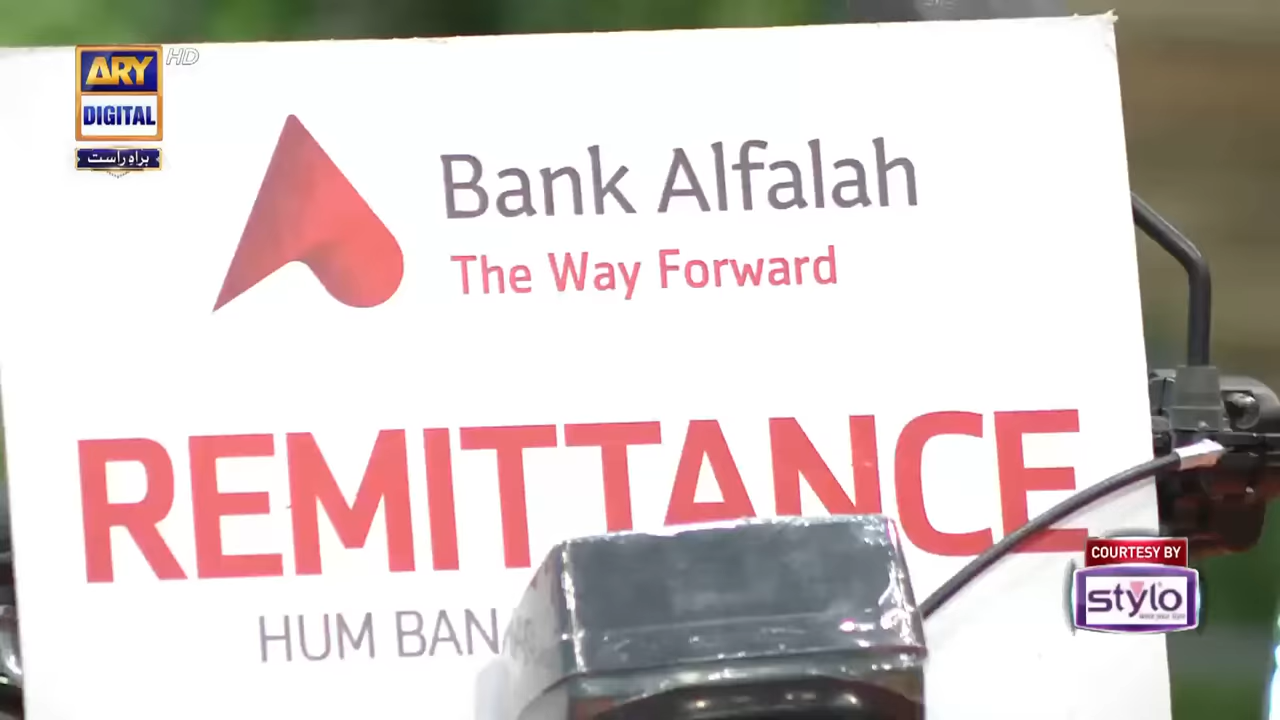 ARY
HD
DIGITAL
براہِ راست
Bank Alfalah
The Way Forward
REMITTANCE
HUM BAN
COURTESY BY
stylo